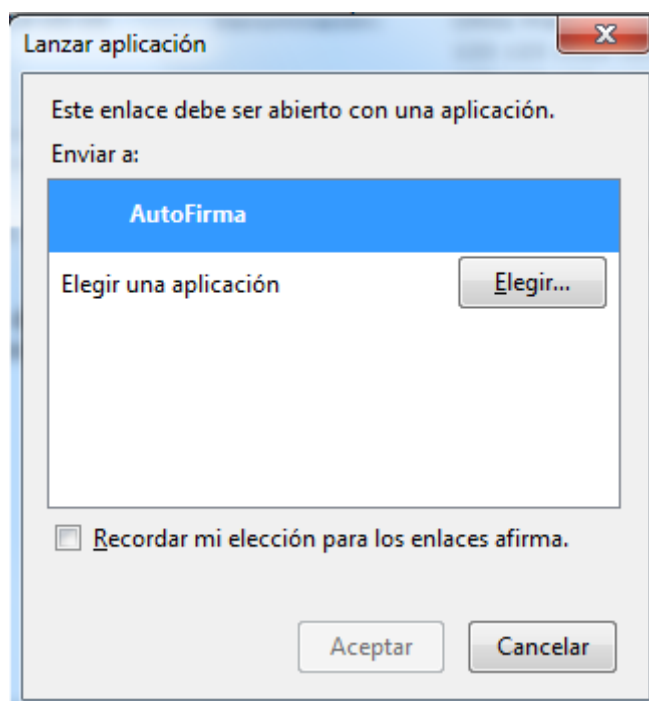 Lanzar aplicación
Este enlace debe ser abierto con una aplicación.
Enviar a:
AutoFirma
Elegir una aplicación
Elegir...
Recordar mi elección para los enlaces afirma.
Aceptar
Cancelar